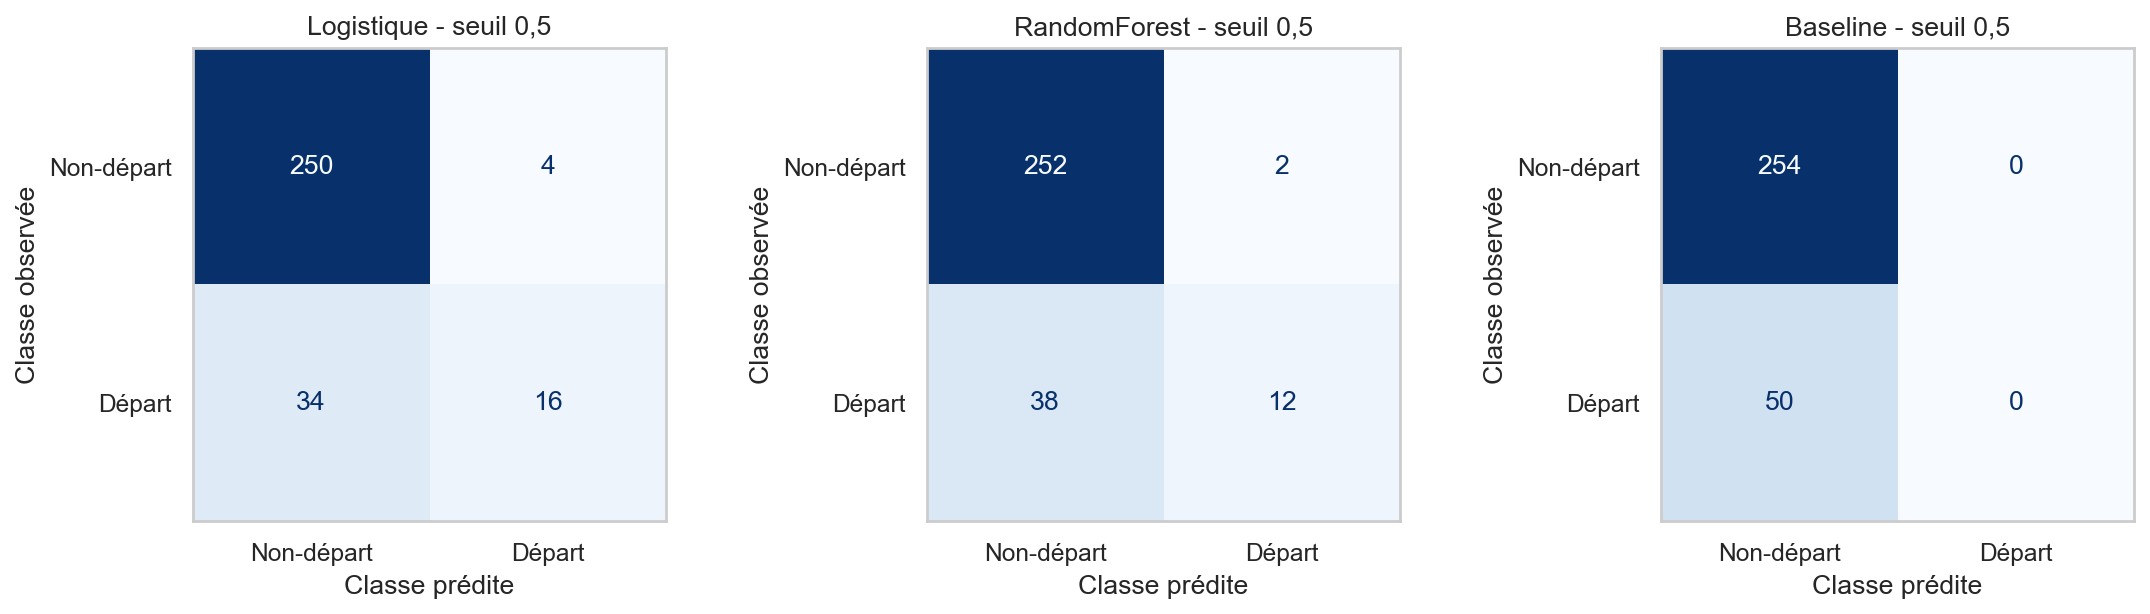 Logistique - seuil 0,5
Classe observée
Non-départ
250
4
Départ
34
16
Non-départ
Départ
Classe prédite
RandomForest - seuil 0,5
Classe observée
Non-départ
252
2
Départ
38
12
Non-départ
Départ
Classe prédite
Baseline - seuil 0,5
Classe observée
Non-départ
254
0
Départ
50
0
Non-départ
Départ
Classe prédite